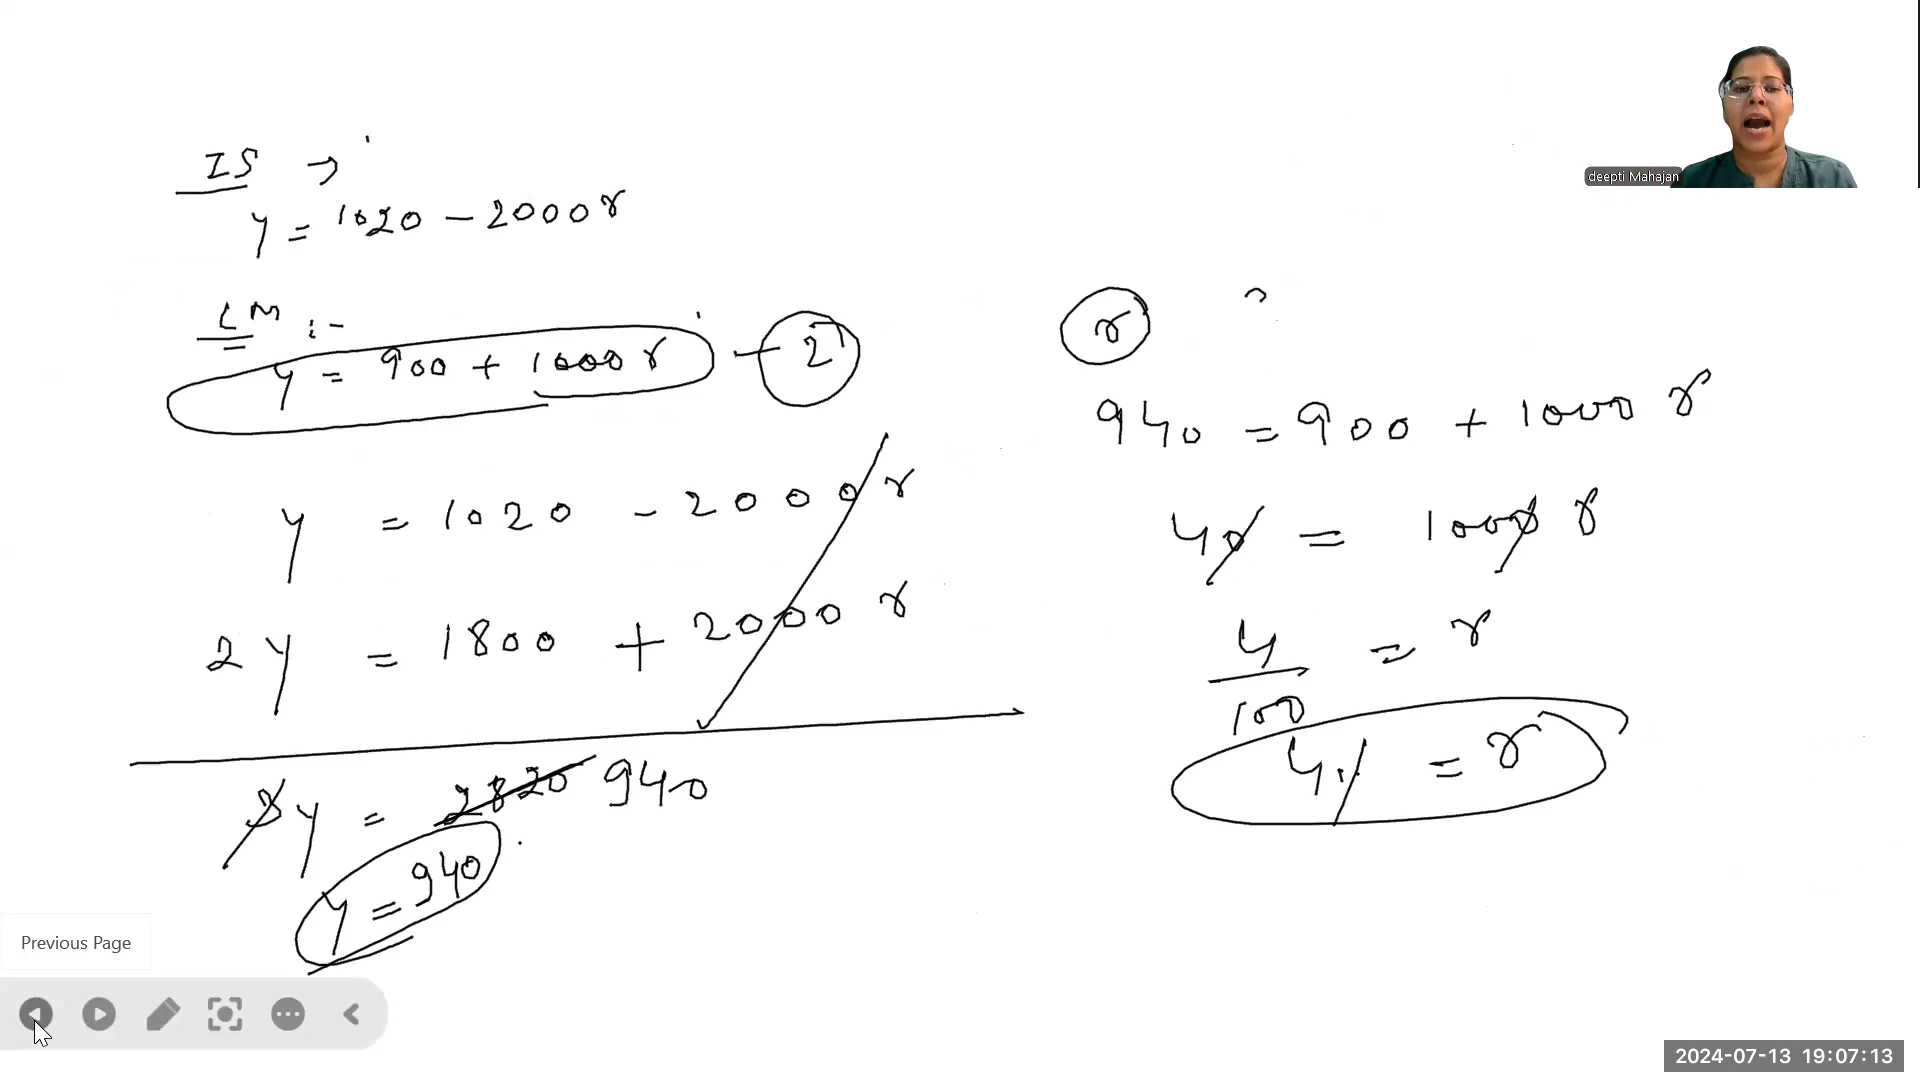 IS →
y = 1020 - 2000r
LM :-
y = 900 + 1000r - 2
y = 1020 - 2000r
2y = 1800 + 2000r
3y = 2820 940
y = 940
r
940 = 900 + 1000r
40 = 1000r
4/100 = r
4% = r
deepti Mahajan
Previous Page
2024-07-13 19:07:13